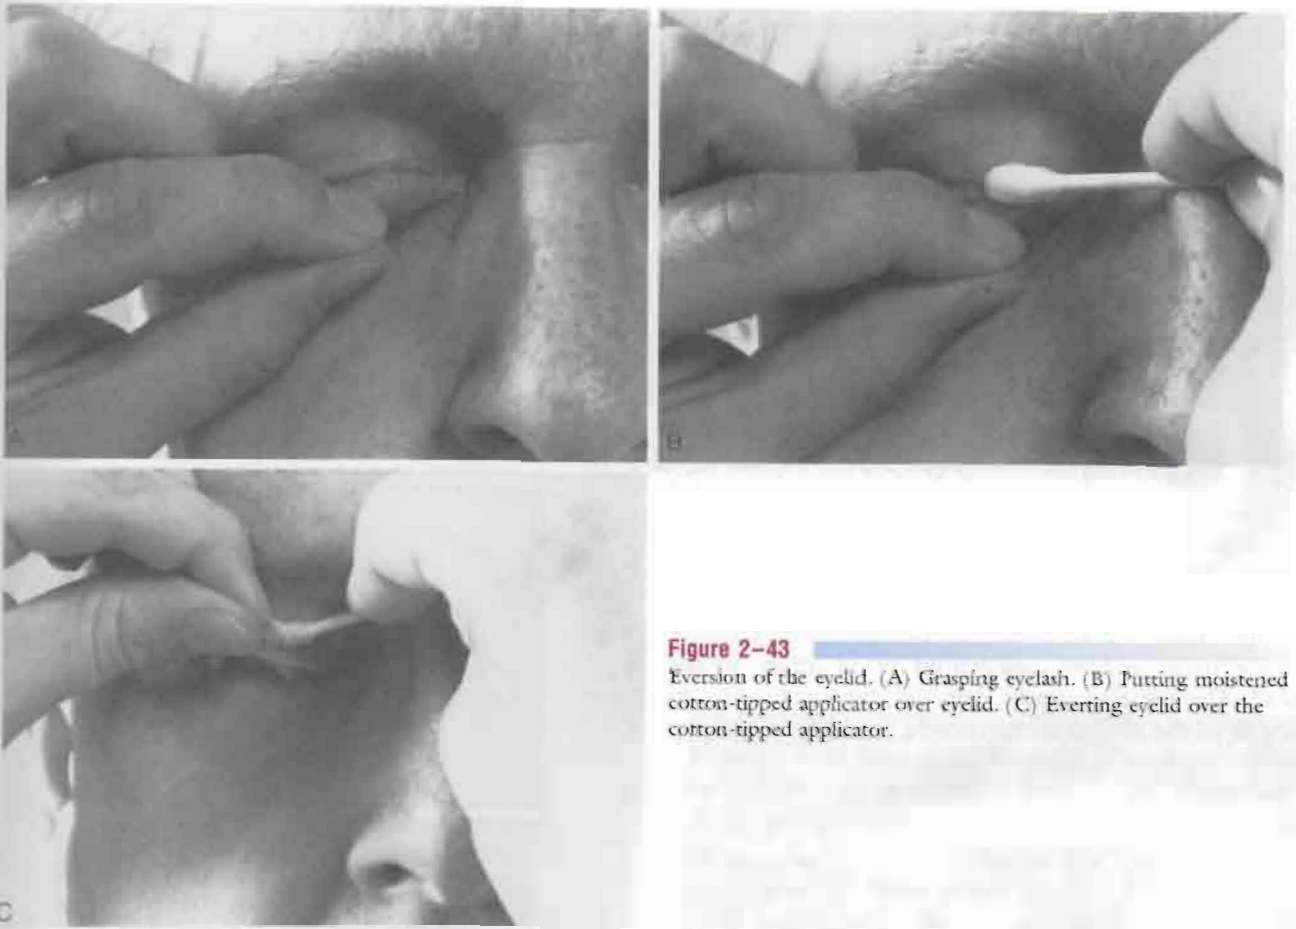 A
B
C
Figure 2–43
Eversion of the eyelid. (A) Grasping eyelash. (B) Putting moistened
cotton-tipped applicator over eyelid. (C) Everting eyelid over the
cotton-tipped applicator.